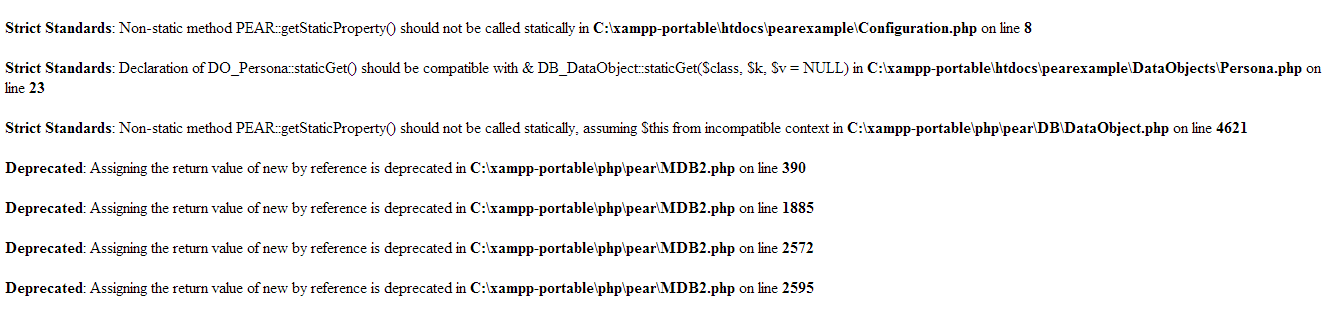 Strict Standards: Non-static method PEAR::getStaticProperty() should not be called statically in C:\xampp-portable\htdocs\pearexample\Configuration.php on line 8
Strict Standards: Declaration of DO_Persona::staticGet() should be compatible with & DB_DataObject::staticGet($class, $k, $v = NULL) in C:\xampp-portable\htdocs\pearexample\DataObjects\Persona.php on
line 23
Strict Standards: Non-static method PEAR::getStaticProperty() should not be called statically, assuming $this from incompatible context in C:\xampp-portable\php\pear\DB\DataObject.php on line 4621
Deprecated: Assigning the return value of new by reference is deprecated in C:\xampp-portable\php\pear\MDB2.php on line 390
Deprecated: Assigning the return value of new by reference is deprecated in C:\xampp-portable\php\pear\MDB2.php on line 1885
Deprecated: Assigning the return value of new by reference is deprecated in C:\xampp-portable\php\pear\MDB2.php on line 2572
Deprecated: Assigning the return value of new by reference is deprecated in C:\xampp-portable\php\pear\MDB2.php on line 2595